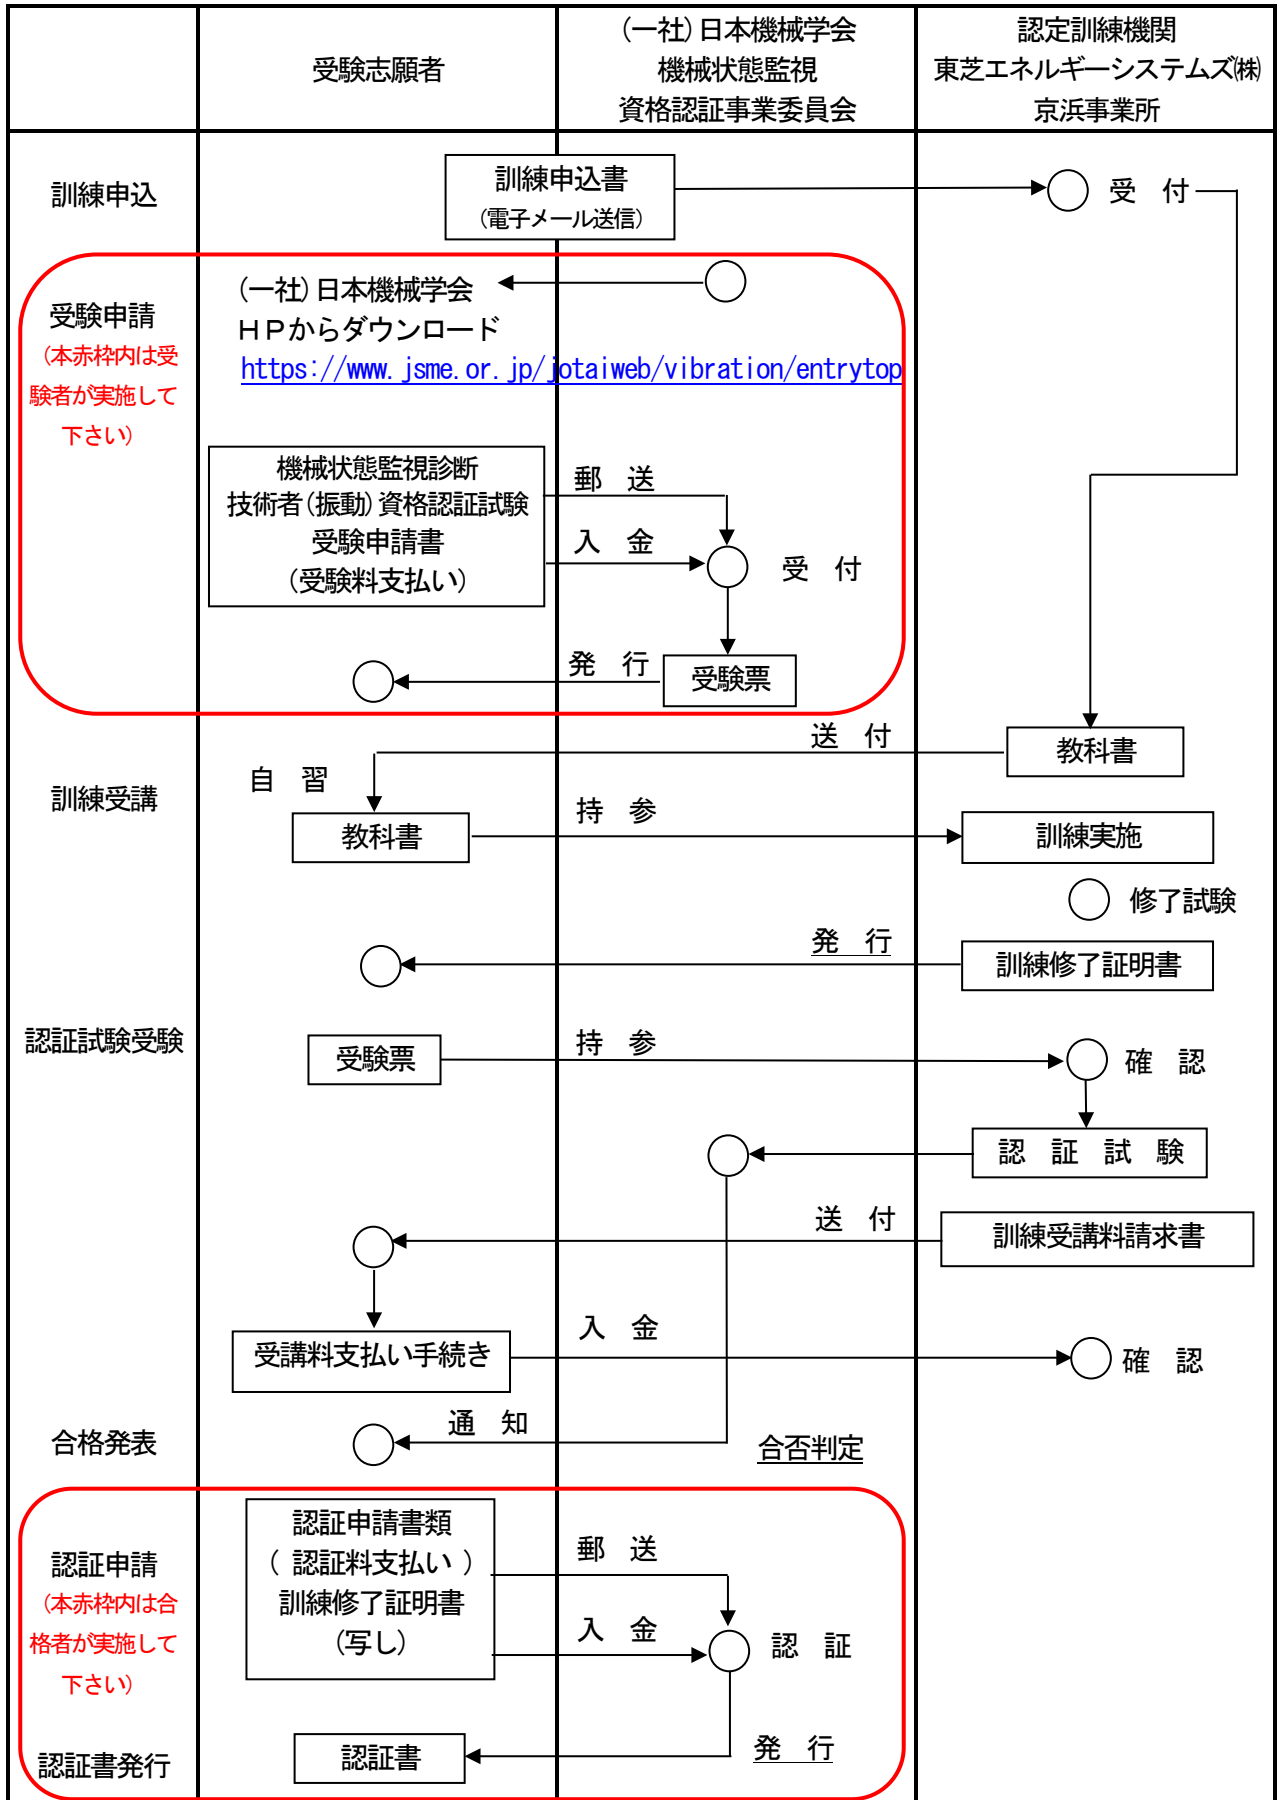 受験志願者
（一社）日本機械学会
機械状態監視
資格認証事業委員会
認定訓練機関
東芝エネルギーシステムズ㈱
京浜事業所
訓練申込
訓練申込書
（電子メール送信）
受　付
受験申請
（本赤枠内は受
験者が実施して
下さい）
（一社）日本機械学会
ＨＰからダウンロード
https://www.jsme.or.jp/jotaiweb/vibration/entrytop
機械状態監視診断
技術者（振動）資格認証試験
受験申請書
（受験料支払い）
郵　送
入　金
受　付
発　行
受験票
送　付
教科書
訓練受講
自　習
教科書
持　参
訓練実施
修了試験
発　行
訓練修了証明書
認証試験受験
受験票
持　参
確　認
認　証　試　験
送　付
訓練受講料請求書
受講料支払い手続き
入　金
確　認
合格発表
通　知
合否判定
認証申請
（本赤枠内は合
格者が実施して
下さい）
認証申請書類
（ 認証料支払い ）
訓練修了証明書
（写し）
郵　送
入　金
認　証
認証書発行
認証書
発　行